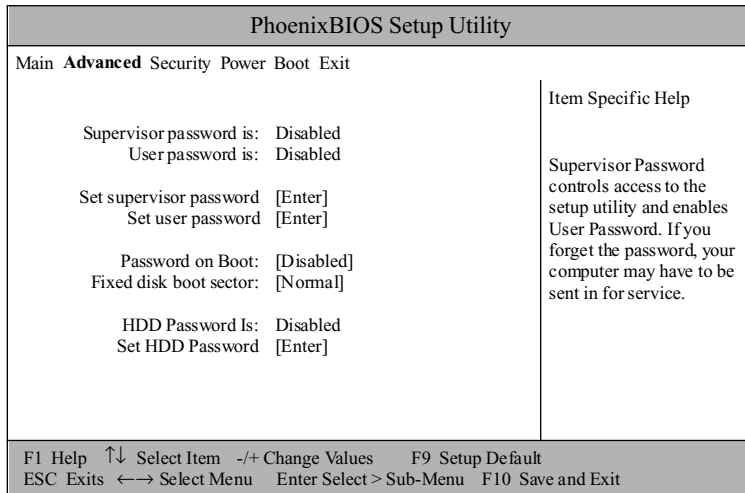 PhoenixBIOS Setup Utility
Main Advanced Security Power Boot Exit
Supervisor password is: Disabled
User password is: Disabled
Set supervisor password [Enter]
Set user password [Enter]
Password on Boot: [Disabled]
Fixed disk boot sector: [Normal]
HDD Password Is: Disabled
Set HDD Password [Enter]
Item Specific Help
Supervisor Password
controls access to the
setup utility and enables
User Password. If you
forget the password, your
computer may have to be
sent in for service.
F1 Help ↑↓ Select Item -/+ Change Values F9 Setup Default
ESC Exits ←→ Select Menu Enter Select > Sub-Menu F10 Save and Exit